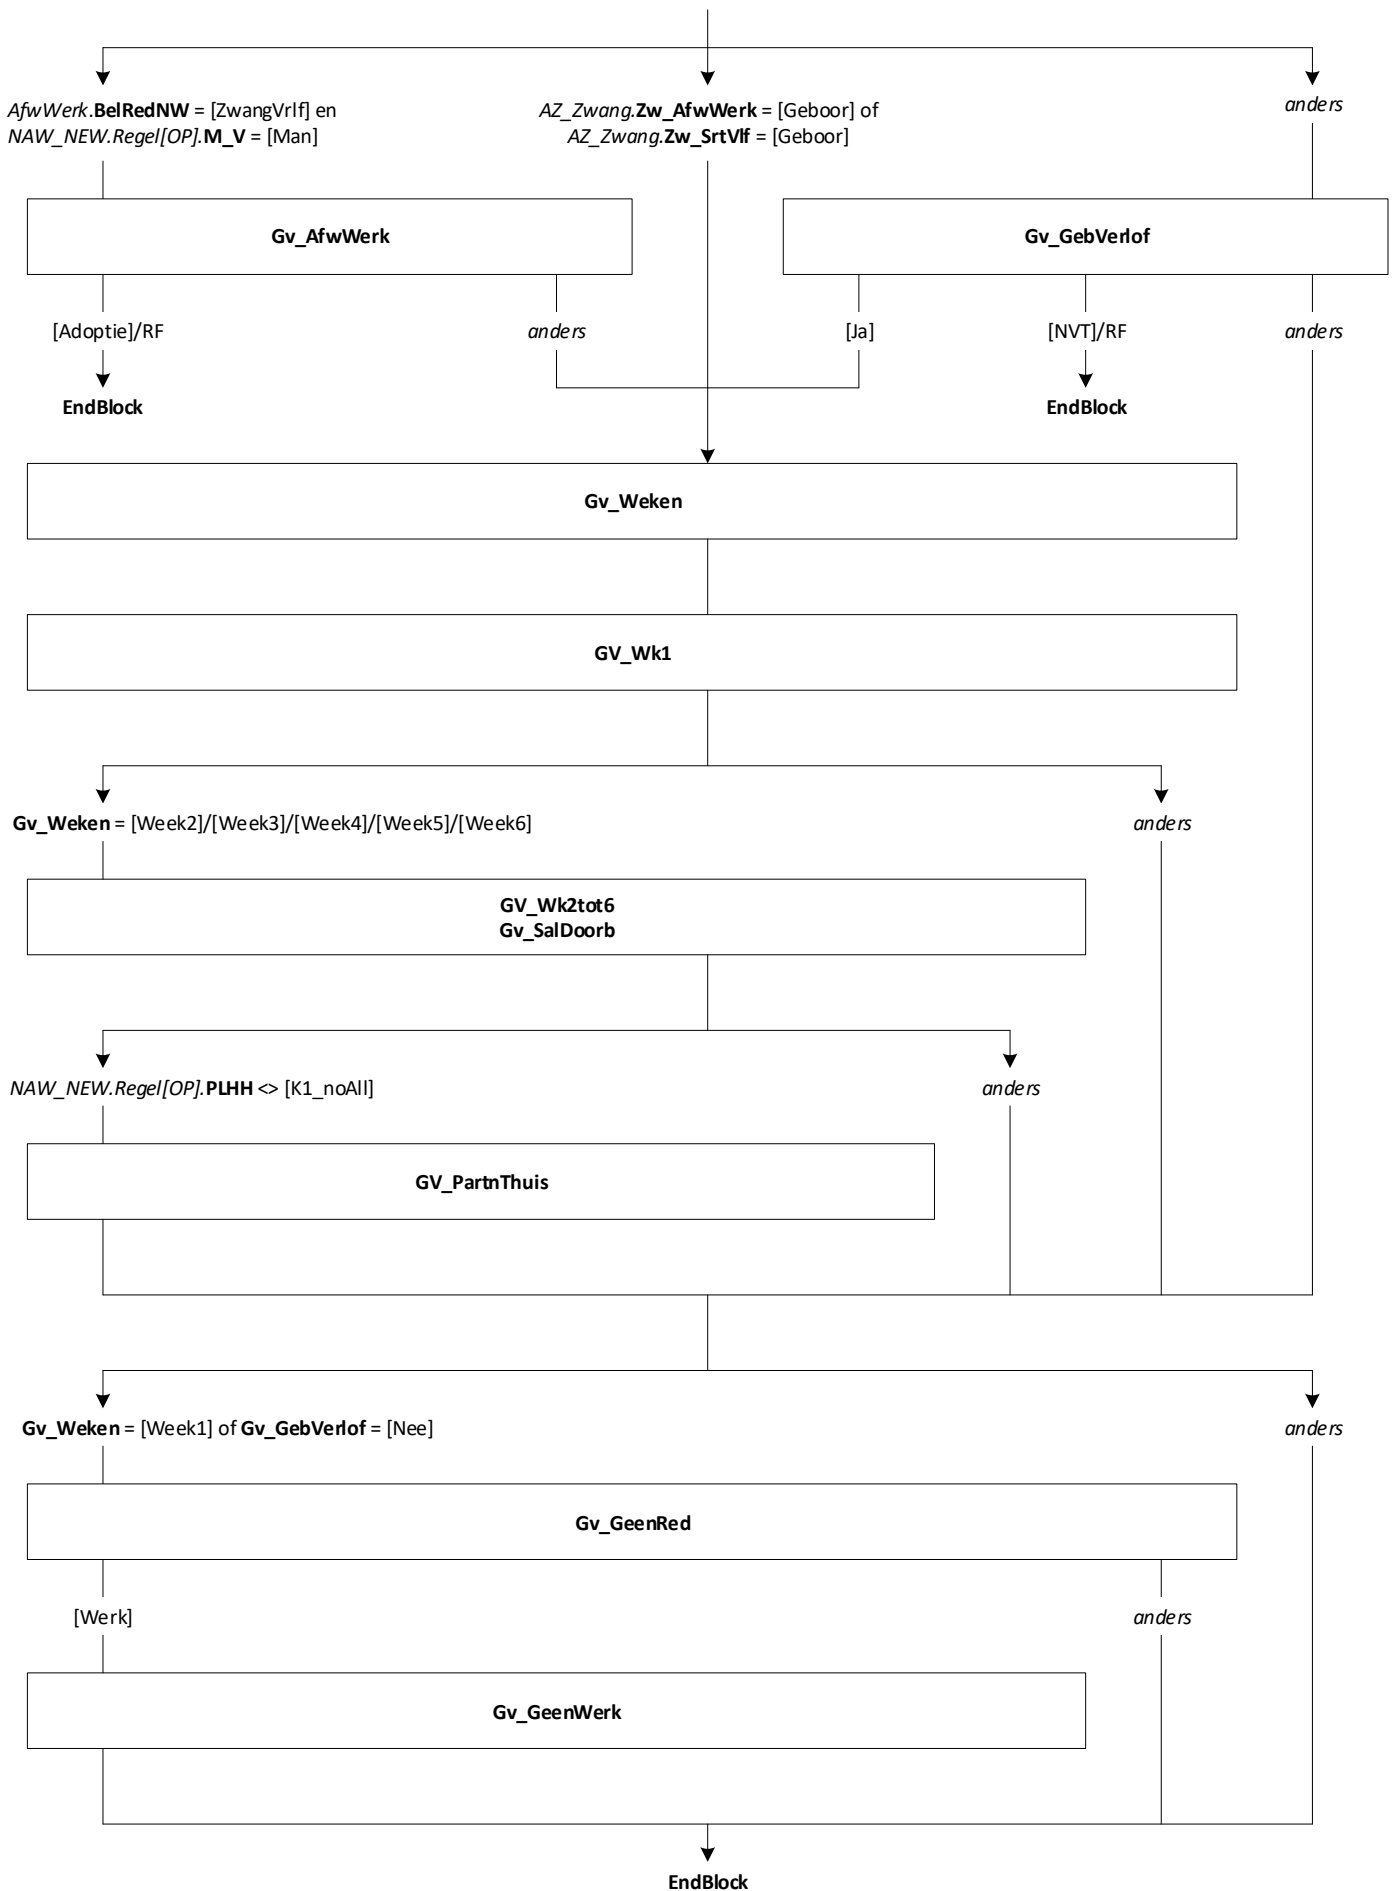 AfwWerk.BelRedNW = [ZwangVrlf] en
NAW_NEW.Regel[OP].M_V = [Man]
AZ_Zwang.Zw_AfwWerk = [Geboor] of
AZ_Zwang.Zw_SrtVlf = [Geboor]
anders
Gv_AfwWerk
Gv_GebVerlof
[Adoptie]/RF
anders
[Ja]
[NVT]/RF
anders
EndBlock
EndBlock
Gv_Weken
GV_Wk1
Gv_Weken = [Week2]/[Week3]/[Week4]/[Week5]/[Week6]
anders
GV_Wk2tot6
Gv_SalDoorb
NAW_NEW.Regel[OP].PLHH <> [K1_noAll]
anders
GV_PartnThuis
Gv_Weken = [Week1] of Gv_GebVerlof = [Nee]
anders
Gv_GeenRed
[Werk]
anders
Gv_GeenWerk
EndBlock